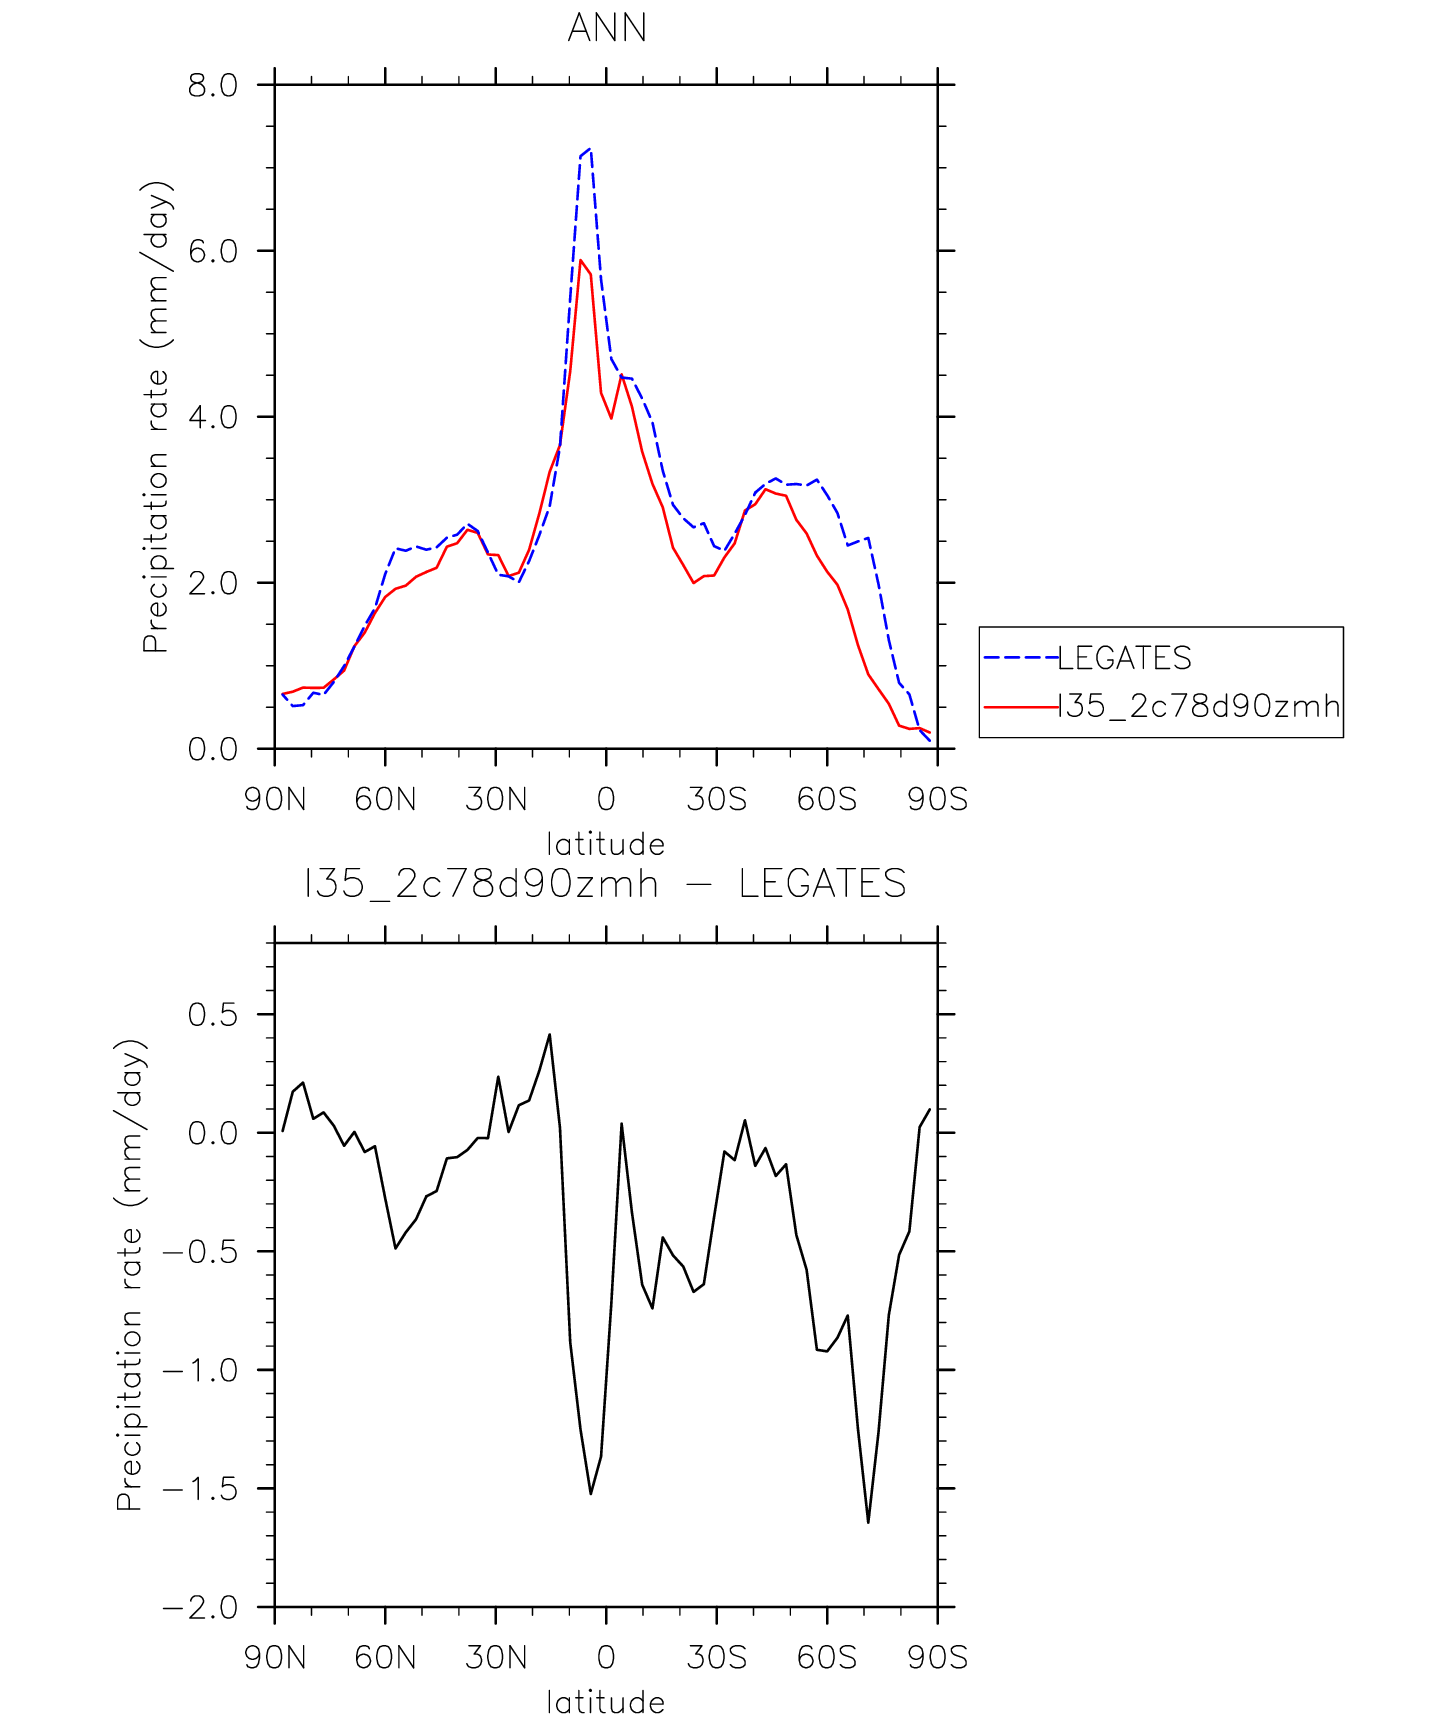 ANN
8.0
6.0
4.0
2.0
0.0
Precipitation rate (mm/day)
90N 60N 30N 0 30S 60S 90S
latitude
LEGATES
I35_2c78d90zmh
I35_2c78d90zmh − LEGATES
0.5
0.0
−0.5
−1.0
−1.5
−2.0
Precipitation rate (mm/day)
90N 60N 30N 0 30S 60S 90S
latitude